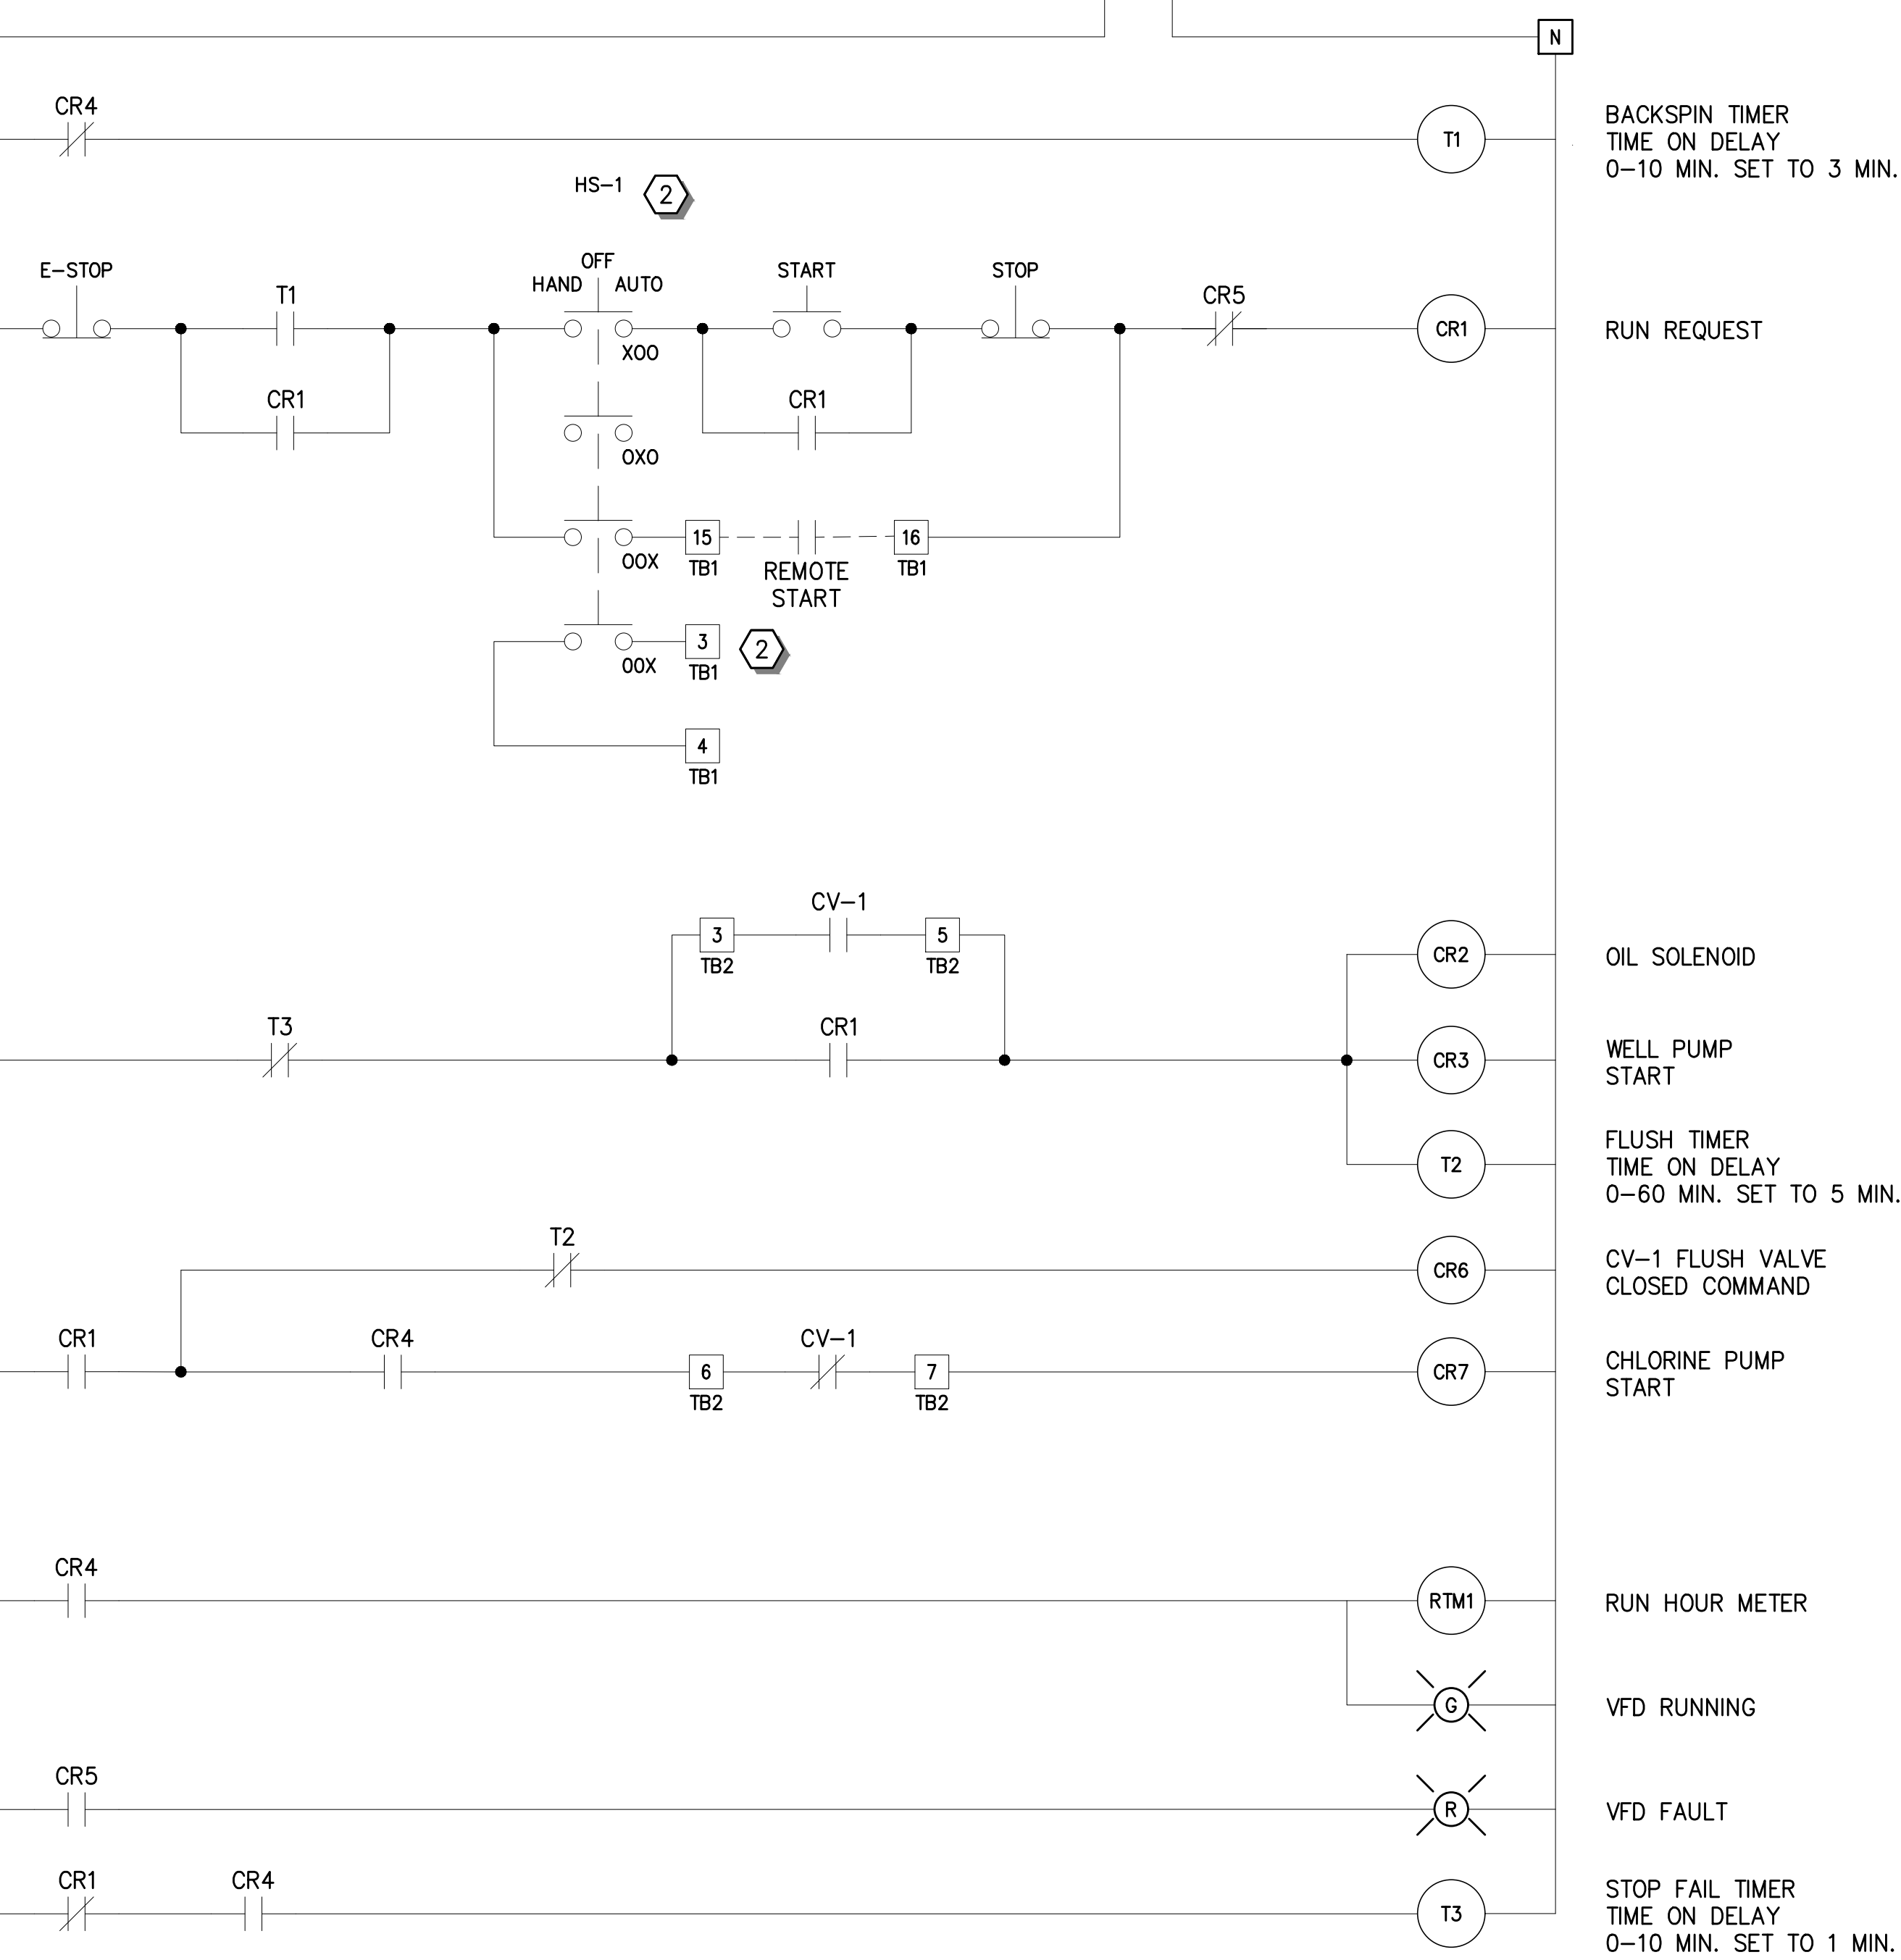 N
CR4
T1
BACKSPIN TIMER
TIME ON DELAY
0-10 MIN. SET TO 3 MIN.
HS-1
2
E-STOP
T1
OFF
HAND
AUTO
START
STOP
CR5
CR1
RUN REQUEST
XOO
CR1
CR1
OXO
15
16
OOX
TB1
REMOTE
START
TB1
3
2
OOX
TB1
4
TB1
CV-1
3
5
TB2
TB2
CR2
OIL SOLENOID
T3
CR1
CR3
WELL PUMP
START
T2
FLUSH TIMER
TIME ON DELAY
0-60 MIN. SET TO 5 MIN.
T2
CR6
CV-1 FLUSH VALVE
CLOSED COMMAND
CR1
CR4
6
TB2
CV-1
7
TB2
CR7
CHLORINE PUMP
START
CR4
RTM1
RUN HOUR METER
G
VFD RUNNING
CR5
R
VFD FAULT
CR1
CR4
T3
STOP FAIL TIMER
TIME ON DELAY
0-10 MIN. SET TO 1 MIN.